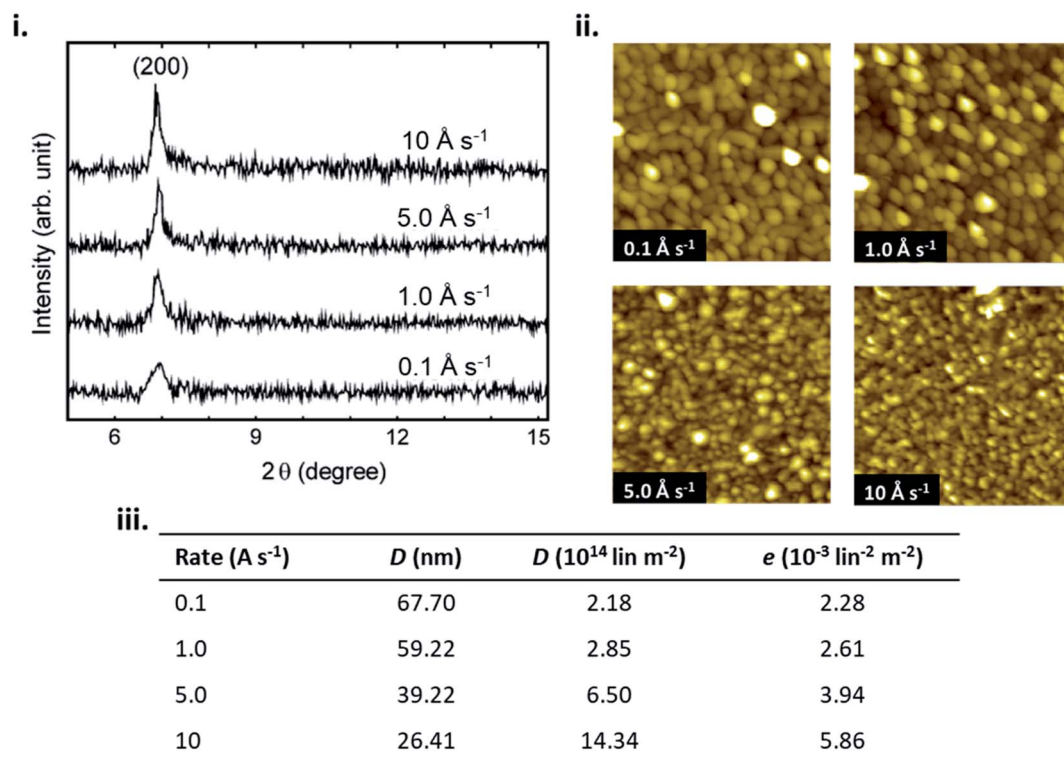 i.
(200)
10 Å s-1
5.0 Å s-1
1.0 Å s-1
0.1 Å s-1
Intensity (arb. unit)
6 9 12 15
2 θ (degree)
ii.
0.1 Å s-1
1.0 Å s-1
5.0 Å s-1
10 Å s-1
iii.
Rate (A s-1) D (nm) D (10^14 lin m-2) e (10-3 lin-2 m-2)
0.1 67.70 2.18 2.28
1.0 59.22 2.85 2.61
5.0 39.22 6.50 3.94
10 26.41 14.34 5.86